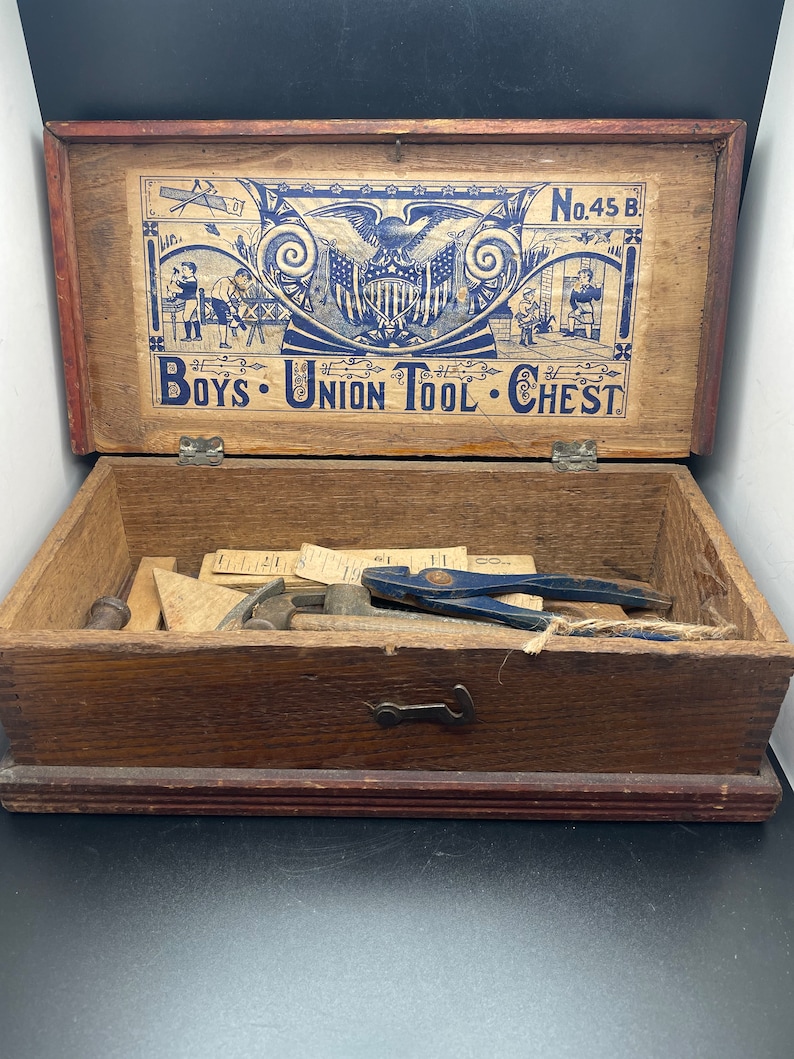 No. 45 B.
Boys · Union Tool · Chest